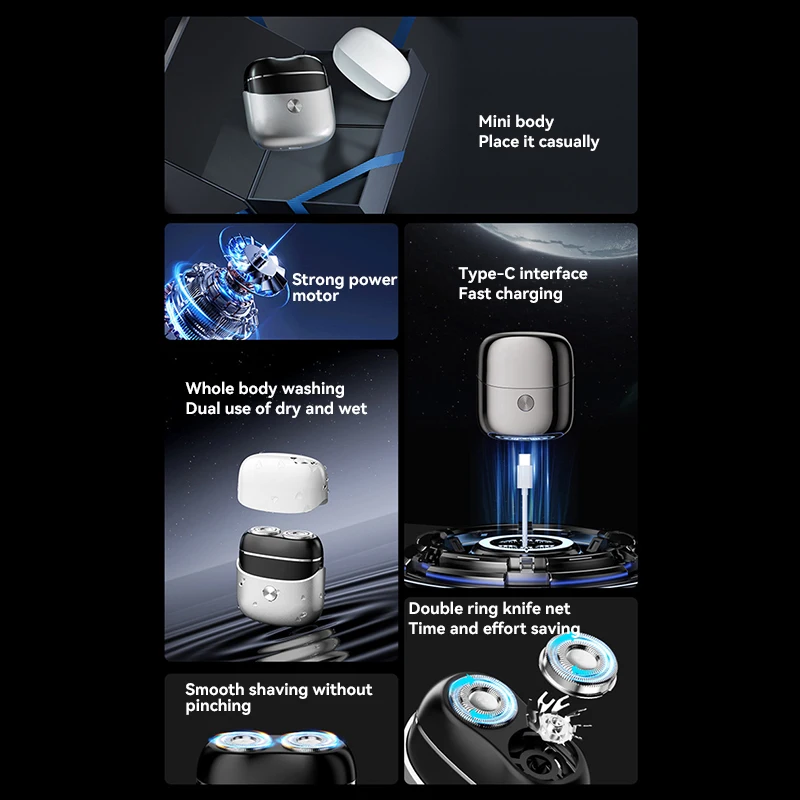 Mini body
Place it casually
Strong power
motor
Type-C interface
Fast charging
Whole body washing
Dual use of dry and wet
Double ring knife net
Time and effort saving
Smooth shaving without
pinching